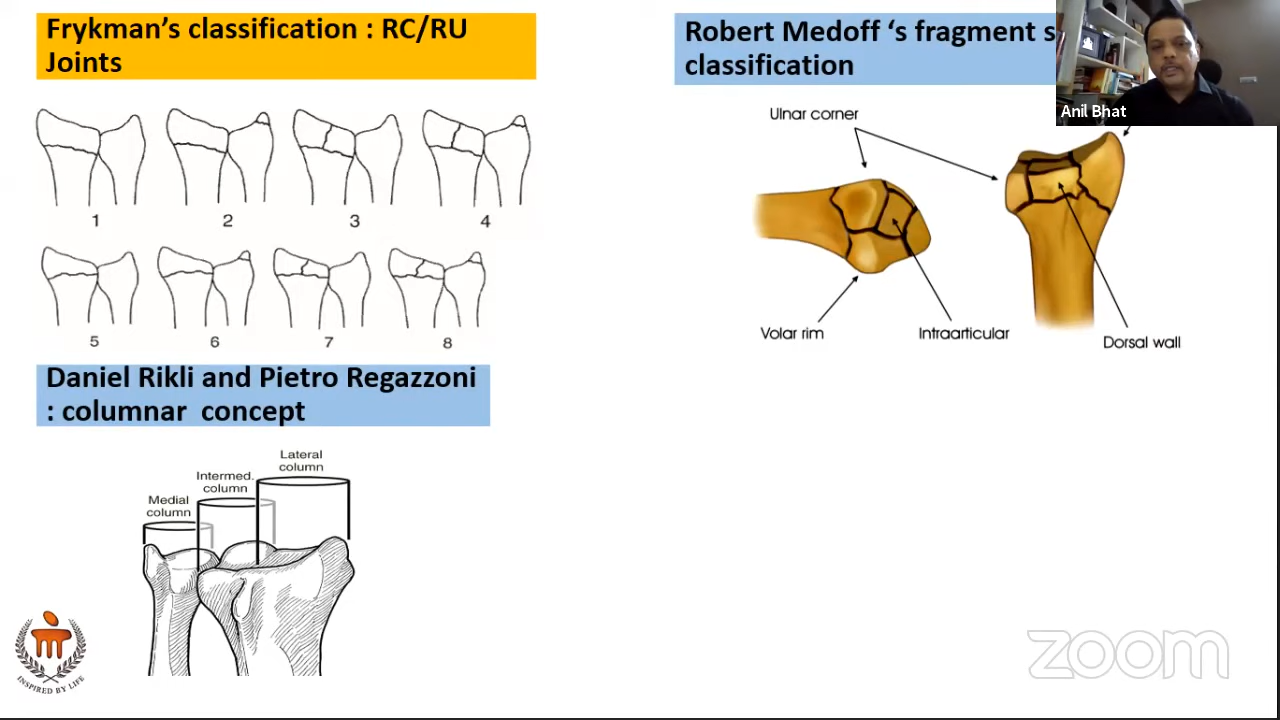 Frykman’s classification : RC/RU
Joints
1
2
3
4
5
6
7
8
Daniel Rikli and Pietro Regazzoni
: columnar concept
Lateral
column
Intermed.
column
Medial
column
INSPIRED BY LIFE
Robert Medoff ‘s fragment s
classification
Anil Bhat
Ulnar corner
Volar rim
Intraarticular
Dorsal wall
zoom